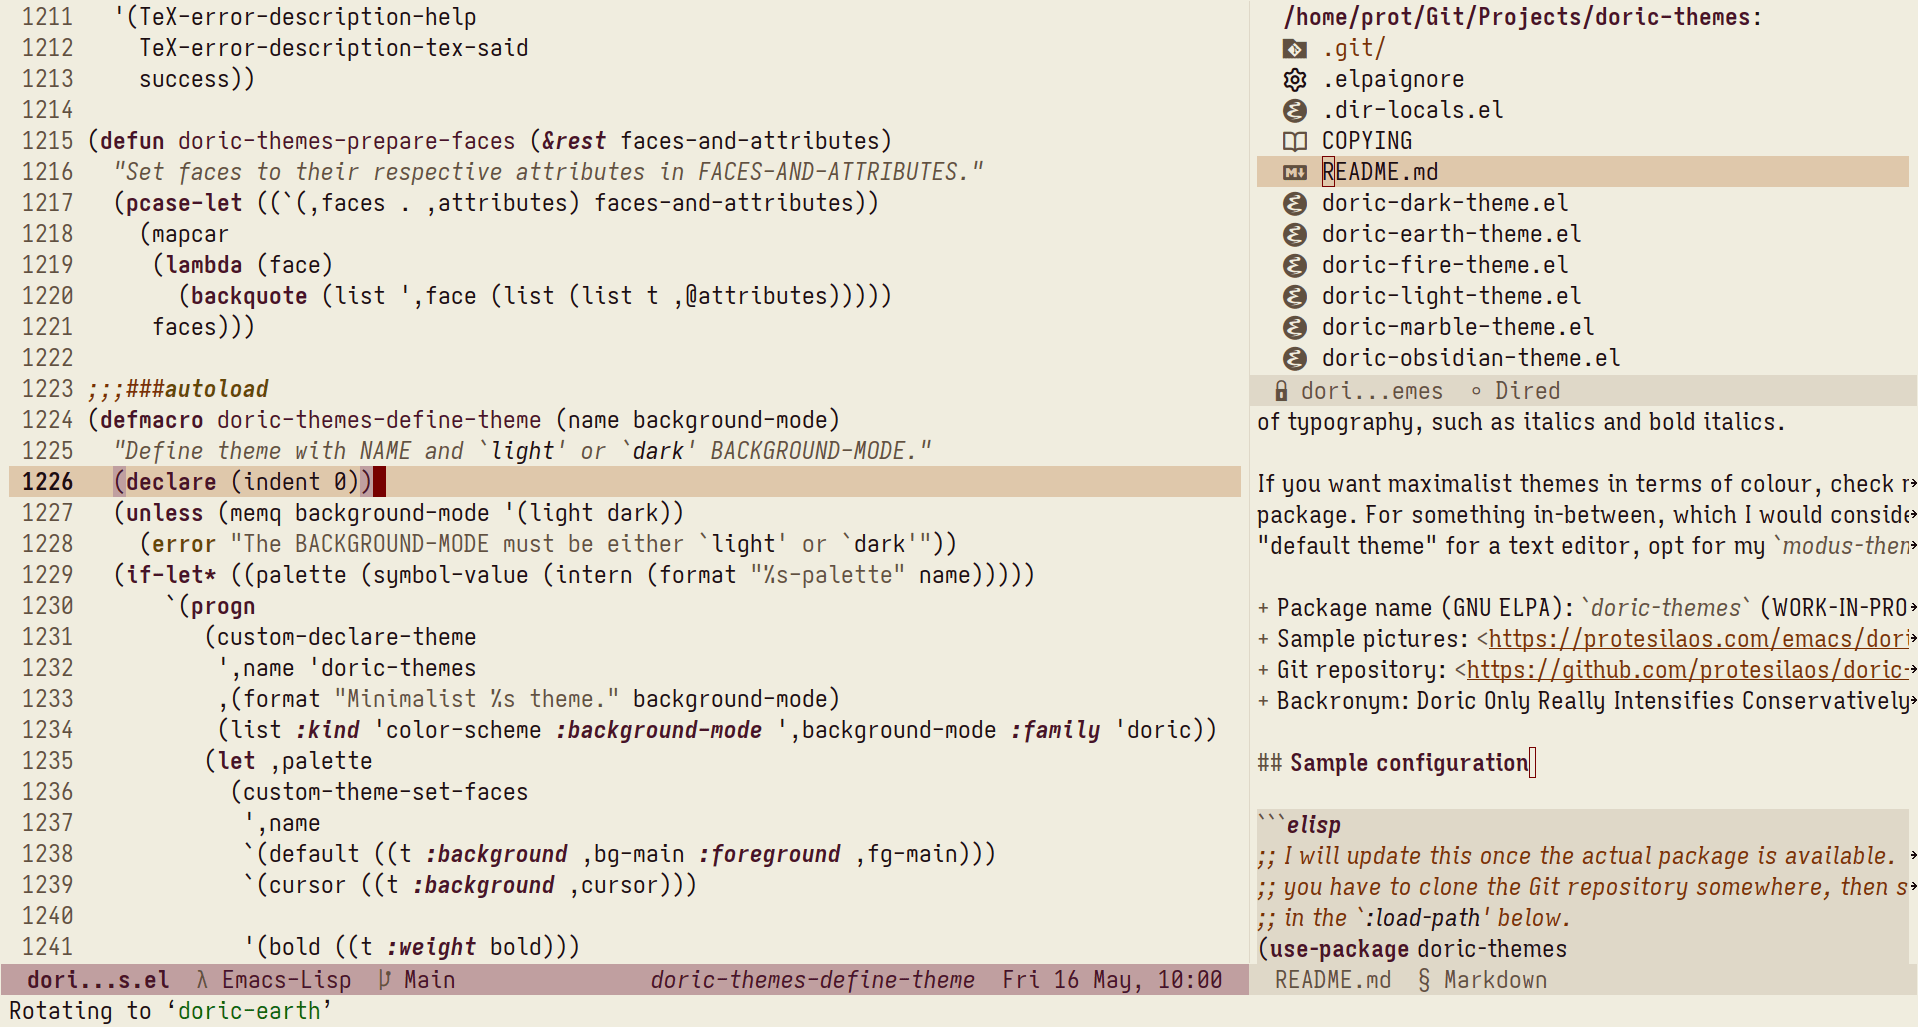 1211   '(TeX-error-description-help
1212     TeX-error-description-tex-said
1213     success))
1214
1215 (defun doric-themes-prepare-faces (&rest faces-and-attributes)
1216   "Set faces to their respective attributes in FACES-AND-ATTRIBUTES."
1217   (pcase-let ((`(,faces . ,attributes) faces-and-attributes))
1218     (mapcar
1219      (lambda (face)
1220        (backquote (list ',face (list (list t ,@attributes)))))
1221      faces)))
1222
1223 ;;;###autoload
1224 (defmacro doric-themes-define-theme (name background-mode)
1225   "Define theme with NAME and `light' or `dark' BACKGROUND-MODE."
1226   (declare (indent 0))
1227   (unless (memq background-mode '(light dark))
1228     (error "The BACKGROUND-MODE must be either `light' or `dark'"))
1229   (if-let* ((palette (symbol-value (intern (format "%s-palette" name)))))
1230       `(progn
1231          (custom-declare-theme
1232           ',name 'doric-themes
1233           ,(format "Minimalist %s theme." background-mode)
1234           (list :kind 'color-scheme :background-mode ',background-mode :family 'doric))
1235          (let ,palette
1236            (custom-theme-set-faces
1237             ',name
1238             `(default ((t :background ,bg-main :foreground ,fg-main)))
1239             `(cursor ((t :background ,cursor)))
1240
1241             '(bold ((t :weight bold)))
dori...s.el λ Emacs-Lisp Main doric-themes-define-theme Fri 16 May, 10:00
/home/prot/Git/Projects/doric-themes:
.git/
.elpaignore
.dir-locals.el
COPYING
README.md
doric-dark-theme.el
doric-earth-theme.el
doric-fire-theme.el
doric-light-theme.el
doric-marble-theme.el
doric-obsidian-theme.el
dori...emes ∘ Dired
of typography, such as italics and bold italics.

If you want maximalist themes in terms of colour, check
package. For something in-between, which I would conside
"default theme" for a text editor, opt for my `modus-them

+ Package name (GNU ELPA): `doric-themes` (WORK-IN-PRO
+ Sample pictures: <https://protesilaos.com/emacs/dori
+ Git repository: <https://github.com/protesilaos/doric-
+ Backronym: Doric Only Really Intensifies Conservatively

## Sample configuration

```elisp
;; I will update this once the actual package is available.
;; you have to clone the Git repository somewhere, then s
;; in the `:load-path' below.
(use-package doric-themes
README.md § Markdown
Rotating to ‘doric-earth’